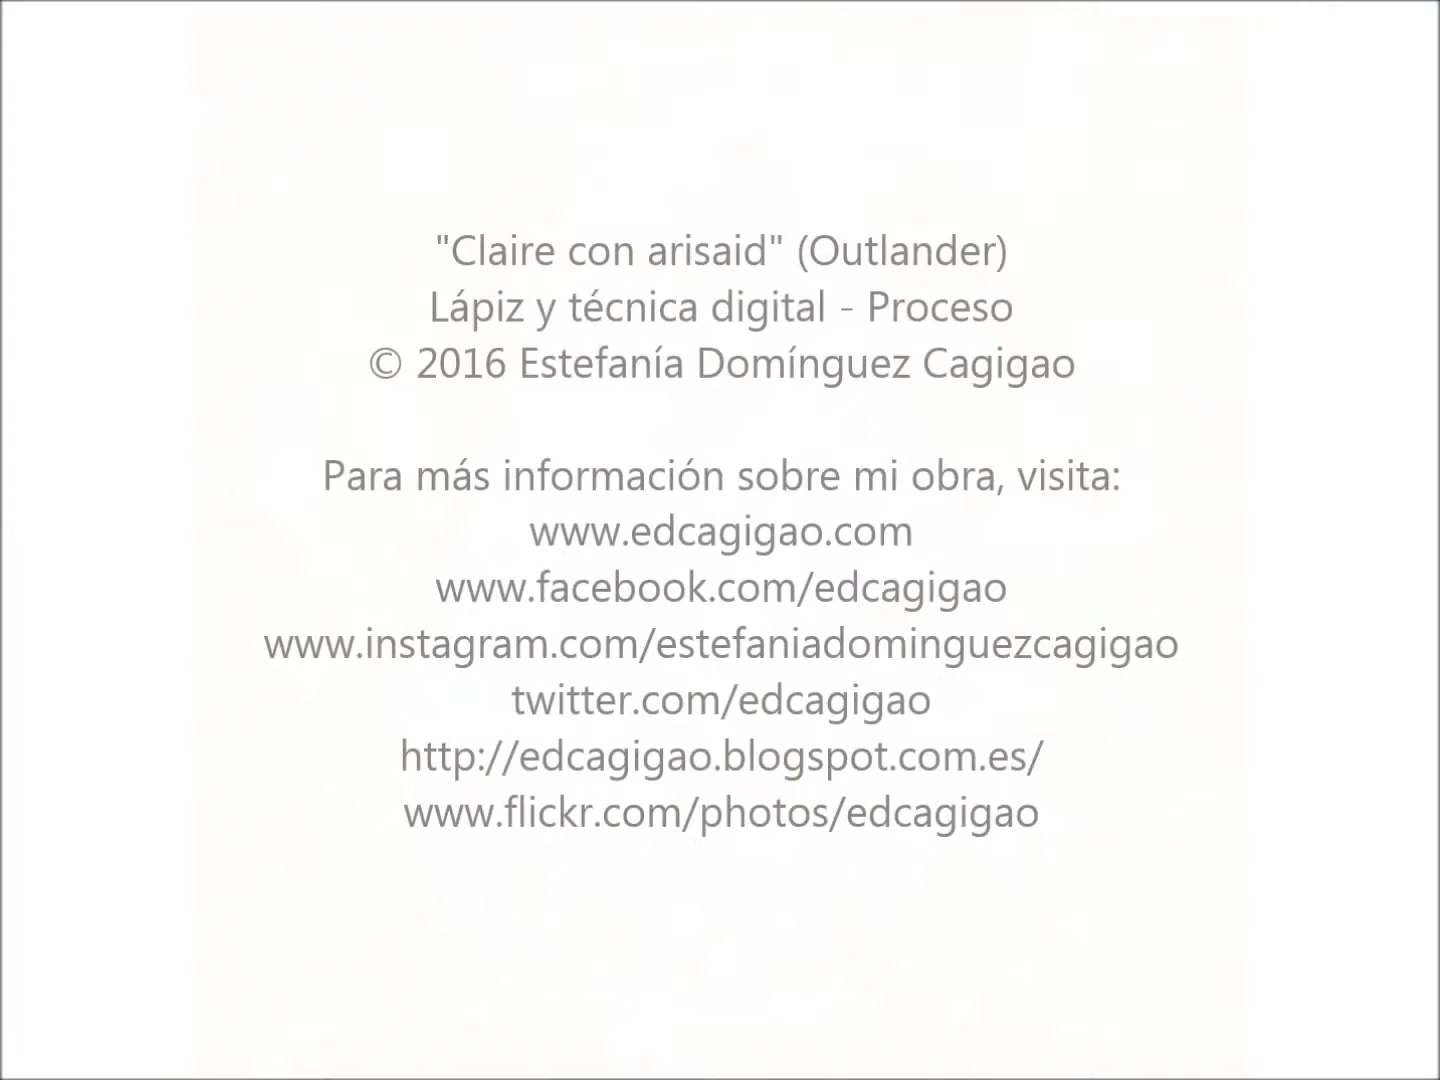 "Claire con arisaid" (Outlander)
Lápiz y técnica digital - Proceso
© 2016 Estefanía Domínguez Cagigao
Para más información sobre mi obra, visita:
www.edcagigao.com
www.facebook.com/edcagigao
www.instagram.com/estefaniadominguezcagigao
twitter.com/edcagigao
http://edcagigao.blogspot.com.es/
www.flickr.com/photos/edcagigao